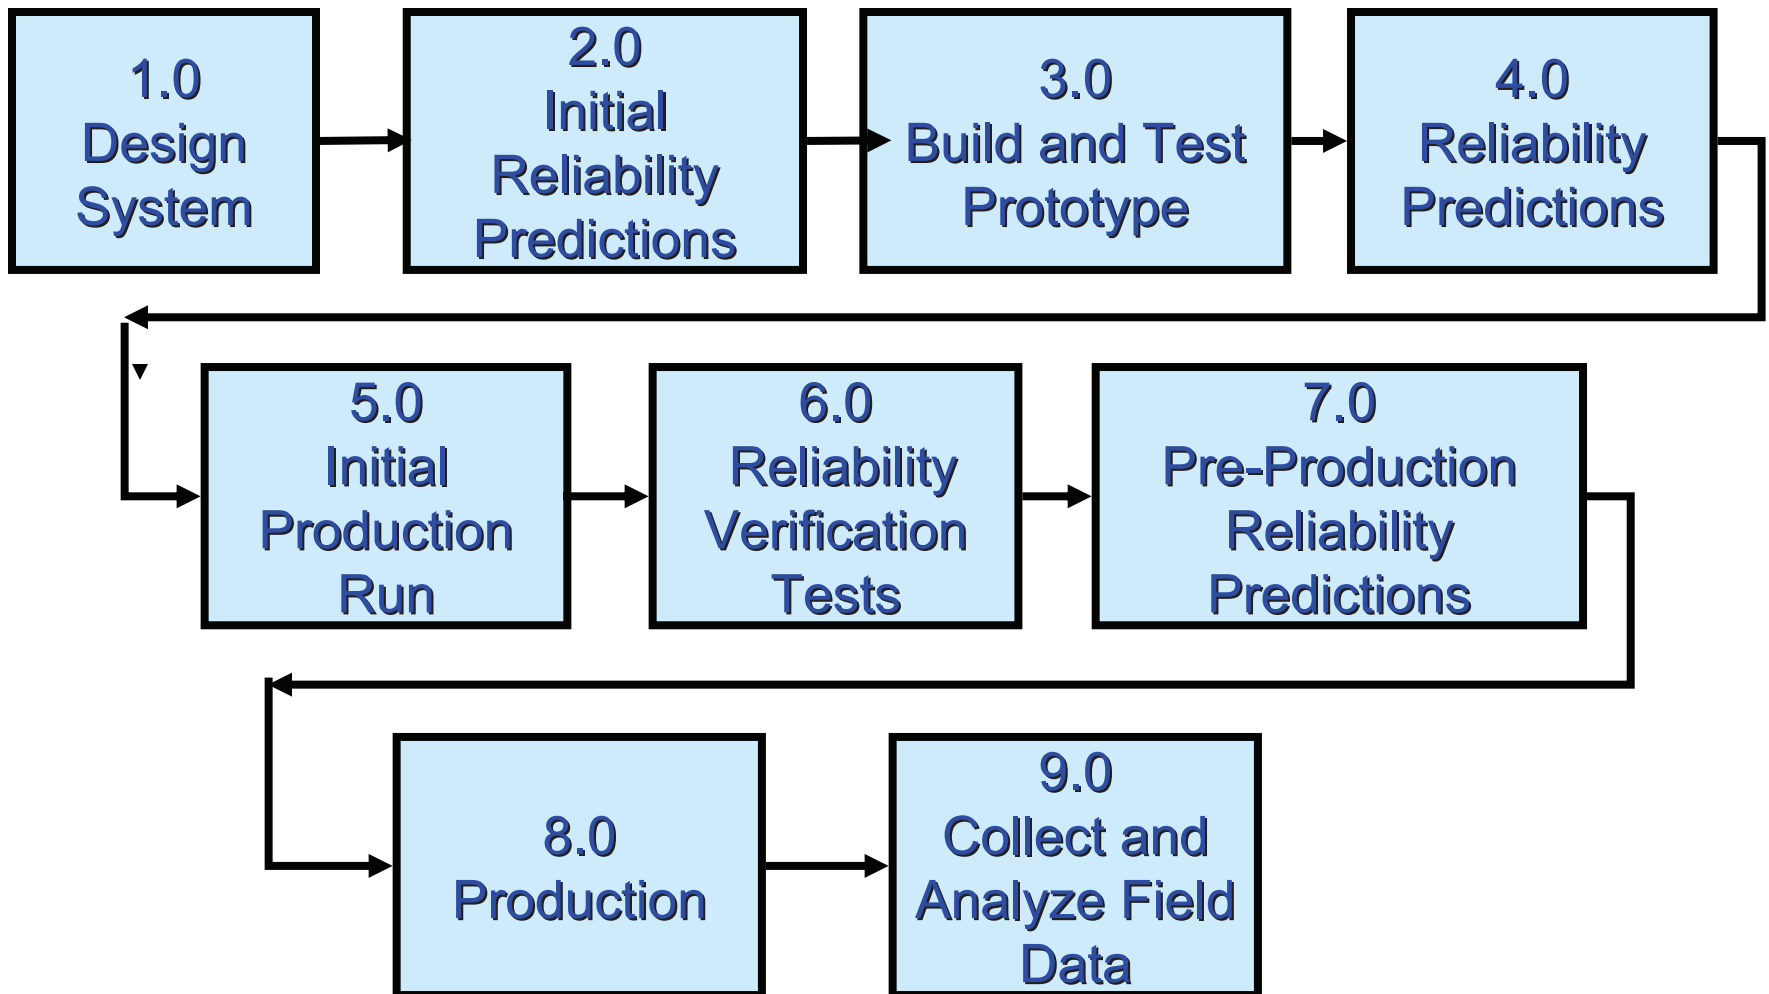 1.0
Design
System
2.0
Initial
Reliability
Predictions
3.0
Build and Test
Prototype
4.0
Reliability
Predictions
5.0
Initial
Production
Run
6.0
Reliability
Verification
Tests
7.0
Pre-Production
Reliability
Predictions
8.0
Production
9.0
Collect and
Analyze Field
Data